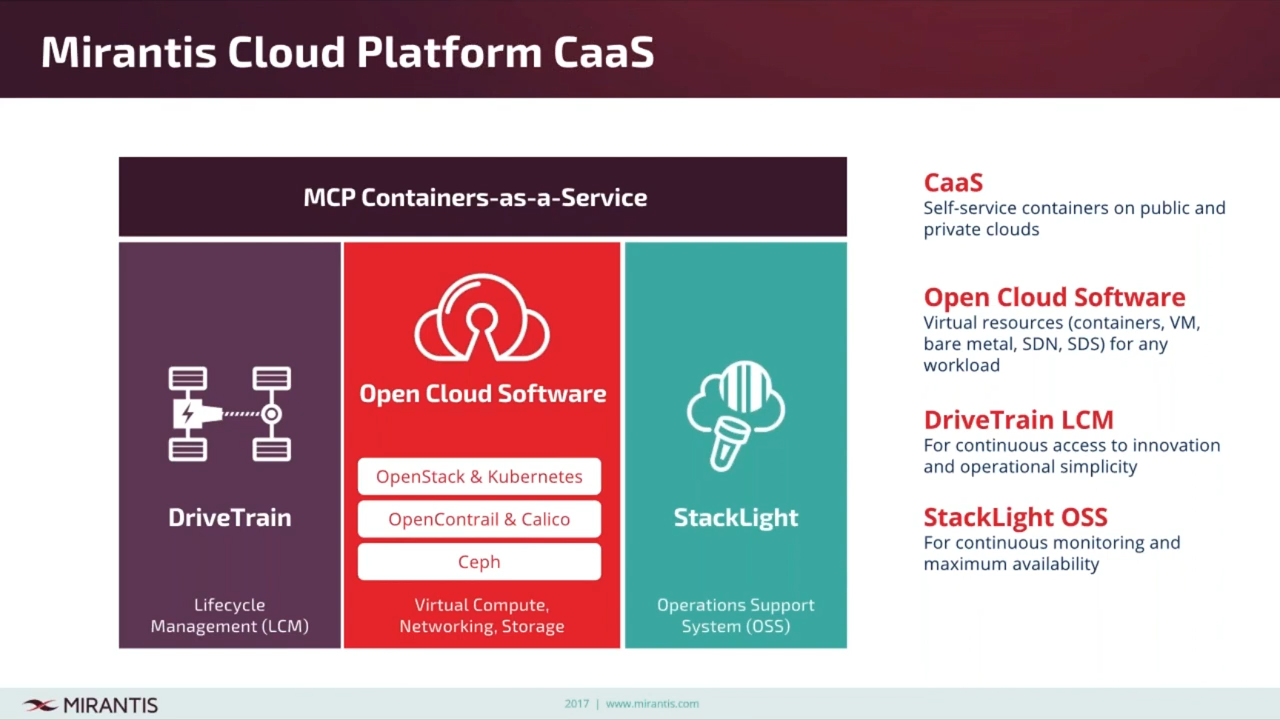 Mirantis Cloud Platform CaaS
MCP Containers-as-a-Service
DriveTrain
Lifecycle
Management (LCM)
Open Cloud Software
OpenStack & Kubernetes
OpenContrail & Calico
Ceph
Virtual Compute,
Networking, Storage
StackLight
Operations Support
System (OSS)
CaaS
Self-service containers on public and
private clouds
Open Cloud Software
Virtual resources (containers, VM,
bare metal, SDN, SDS) for any
workload
DriveTrain LCM
For continuous access to innovation
and operational simplicity
StackLight OSS
For continuous monitoring and
maximum availability
MIRANTIS
2017 | www.mirantis.com